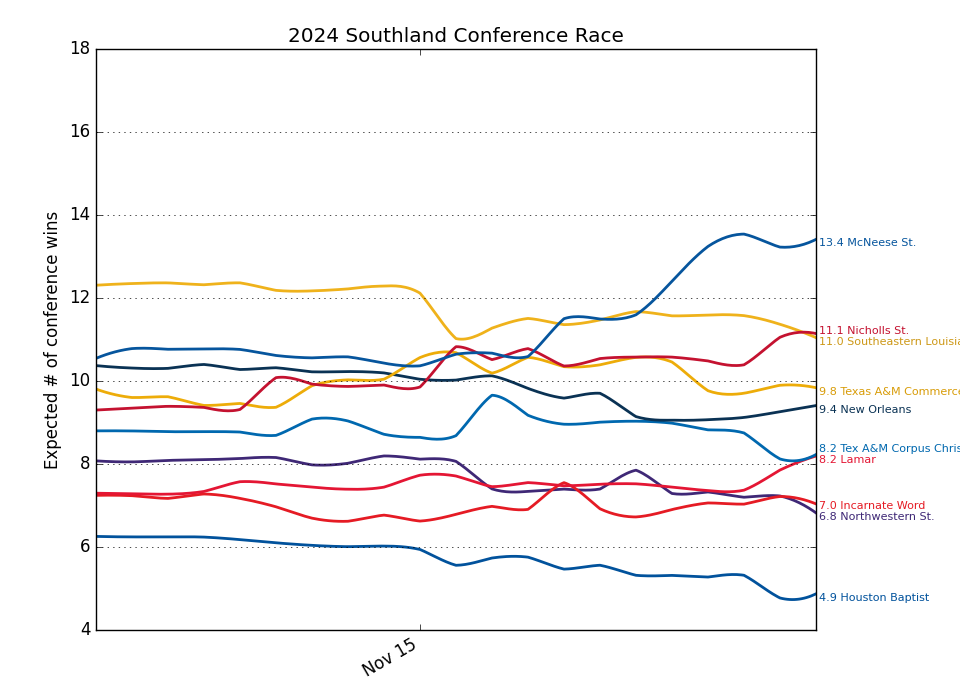 2024 Southland Conference Race
Expected # of conference wins
18
16
14
12
10
8
6
4
Nov 15
13.4 McNeese St.
11.1 Nicholls St.
11.0 Southeastern Louisia
9.8 Texas A&M Commerce
9.4 New Orleans
8.2 Tex A&M Corpus Chris
8.2 Lamar
7.0 Incarnate Word
6.8 Northwestern St.
4.9 Houston Baptist